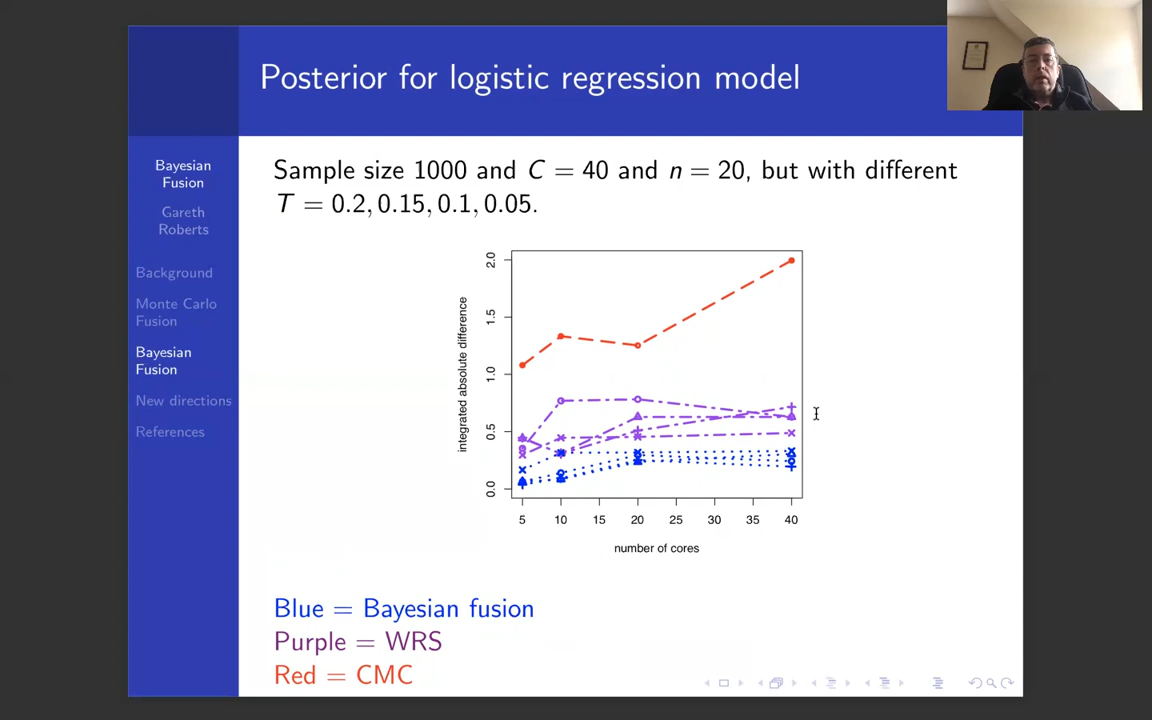 Posterior for logistic regression model
Bayesian
Fusion
Gareth
Roberts
Background
Monte Carlo
Fusion
Bayesian
Fusion
New directions
References
Sample size 1000 and C = 40 and n = 20, but with different
T = 0.2, 0.15, 0.1, 0.05.
integrated absolute difference
2.0
1.5
1.0
0.5
0.0
5 10 15 20 25 30 35 40
number of cores
Blue = Bayesian fusion
Purple = WRS
Red = CMC